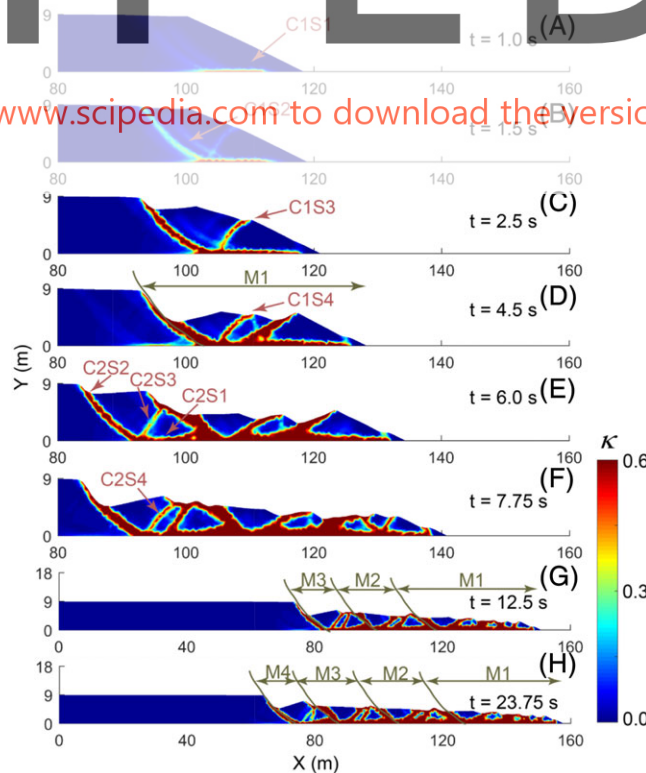 9
C1S1
(A)
t = 1.0 s
0
80 100 120 140 160
www.scipedia.com to download the versio
9
C1S2
(B)
t = 1.5 s
0
80 100 120 140 160
9
C1S3
(C)
t = 2.5 s
0
80 100 120 140 160
M1
9
C1S4
(D)
t = 4.5 s
0
80 100 120 140 160
C2S2
C2S3
C2S1
9
(E)
t = 6.0 s
0
80 100 120 140 160
Y (m)
9
C2S4
(F)
t = 7.75 s
0
80 100 120 140 160
κ
0.6
0.3
0.0
18
M3 M2 M1
(G)
9
t = 12.5 s
0
0 40 80 120 160
18
M4 M3 M2 M1
(H)
9
t = 23.75 s
0
0 40 80 120 160
X (m)